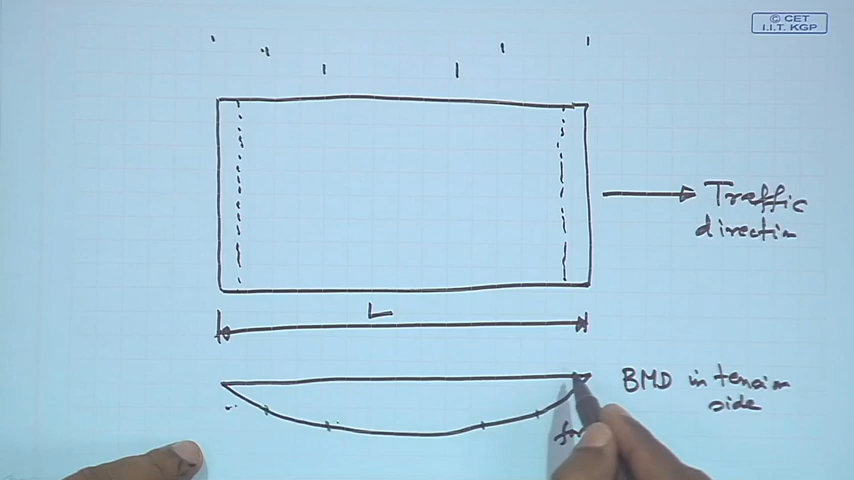 © CET
I.I.T. KGP
Traffic
direction
L
BMD in tension
side